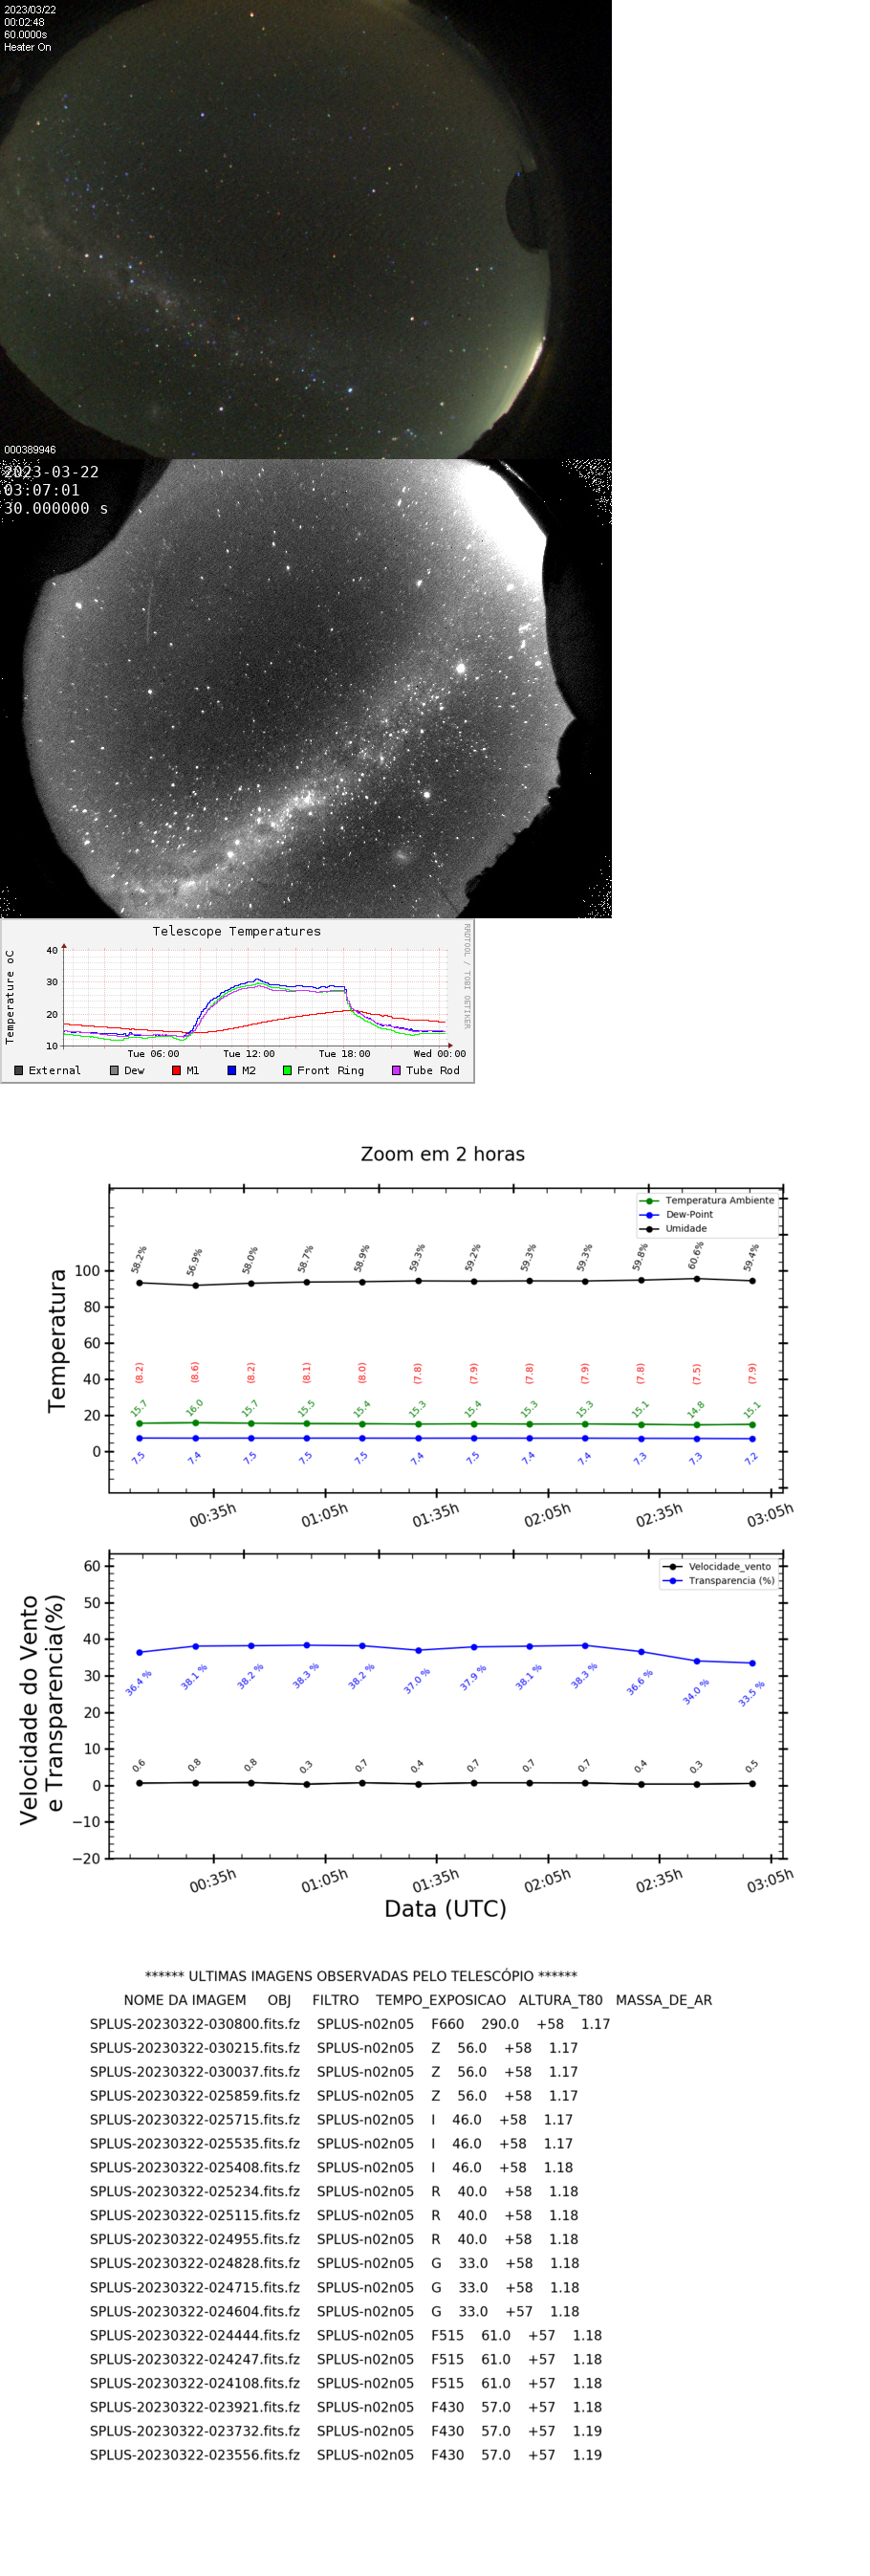 2023/03/22
00:02:48
60.0000s
Heater On
000389946
2023-03-22
03:07:01
30.000000 s
Telescope Temperatures
RRDTOOL / TOBI OETIKER
Temperature oC
40
30
20
10
Tue 06:00 Tue 12:00 Tue 18:00 Wed 00:00
External Dew M1 M2 Front Ring Tube Rod
Zoom em 2 horas
Temperatura Ambiente
Dew-Point
Umidade
Temperatura
100
80
60
40
20
0
58.2% 56.9% 58.0% 58.7% 58.9% 59.3% 59.2% 59.3% 59.3% 59.8% 60.6% 59.4%
(8.2) (8.6) (8.2) (8.1) (8.0) (7.8) (7.9) (7.8) (7.9) (7.8) (7.5) (7.9)
15.7 16.0 15.7 15.5 15.4 15.3 15.4 15.3 15.3 15.1 14.8 15.1
7.5 7.4 7.5 7.5 7.5 7.4 7.5 7.4 7.4 7.3 7.3 7.2
00:35h 01:05h 01:35h 02:05h 02:35h 03:05h
Velocidade_vento
Transparencia (%)
Velocidade do Vento
e Transparencia(%)
60
50
40
30
20
10
0
−10
−20
36.4 % 38.1 % 38.2 % 38.3 % 38.2 % 37.0 % 37.9 % 38.1 % 38.3 % 36.6 % 34.0 % 33.5 %
0.6 0.8 0.8 0.3 0.7 0.4 0.7 0.7 0.7 0.4 0.3 0.5
00:35h 01:05h 01:35h 02:05h 02:35h 03:05h
Data (UTC)
****** ULTIMAS IMAGENS OBSERVADAS PELO TELESCÓPIO ******
NOME DA IMAGEM OBJ FILTRO TEMPO_EXPOSICAO ALTURA_T80 MASSA_DE_AR
SPLUS-20230322-030800.fits.fz SPLUS-n02n05 F660 290.0 +58 1.17
SPLUS-20230322-030215.fits.fz SPLUS-n02n05 Z 56.0 +58 1.17
SPLUS-20230322-030037.fits.fz SPLUS-n02n05 Z 56.0 +58 1.17
SPLUS-20230322-025859.fits.fz SPLUS-n02n05 Z 56.0 +58 1.17
SPLUS-20230322-025715.fits.fz SPLUS-n02n05 I 46.0 +58 1.17
SPLUS-20230322-025535.fits.fz SPLUS-n02n05 I 46.0 +58 1.17
SPLUS-20230322-025408.fits.fz SPLUS-n02n05 I 46.0 +58 1.18
SPLUS-20230322-025234.fits.fz SPLUS-n02n05 R 40.0 +58 1.18
SPLUS-20230322-025115.fits.fz SPLUS-n02n05 R 40.0 +58 1.18
SPLUS-20230322-024955.fits.fz SPLUS-n02n05 R 40.0 +58 1.18
SPLUS-20230322-024828.fits.fz SPLUS-n02n05 G 33.0 +58 1.18
SPLUS-20230322-024715.fits.fz SPLUS-n02n05 G 33.0 +58 1.18
SPLUS-20230322-024604.fits.fz SPLUS-n02n05 G 33.0 +57 1.18
SPLUS-20230322-024444.fits.fz SPLUS-n02n05 F515 61.0 +57 1.18
SPLUS-20230322-024247.fits.fz SPLUS-n02n05 F515 61.0 +57 1.18
SPLUS-20230322-024108.fits.fz SPLUS-n02n05 F515 61.0 +57 1.18
SPLUS-20230322-023921.fits.fz SPLUS-n02n05 F430 57.0 +57 1.18
SPLUS-20230322-023732.fits.fz SPLUS-n02n05 F430 57.0 +57 1.19
SPLUS-20230322-023556.fits.fz SPLUS-n02n05 F430 57.0 +57 1.19